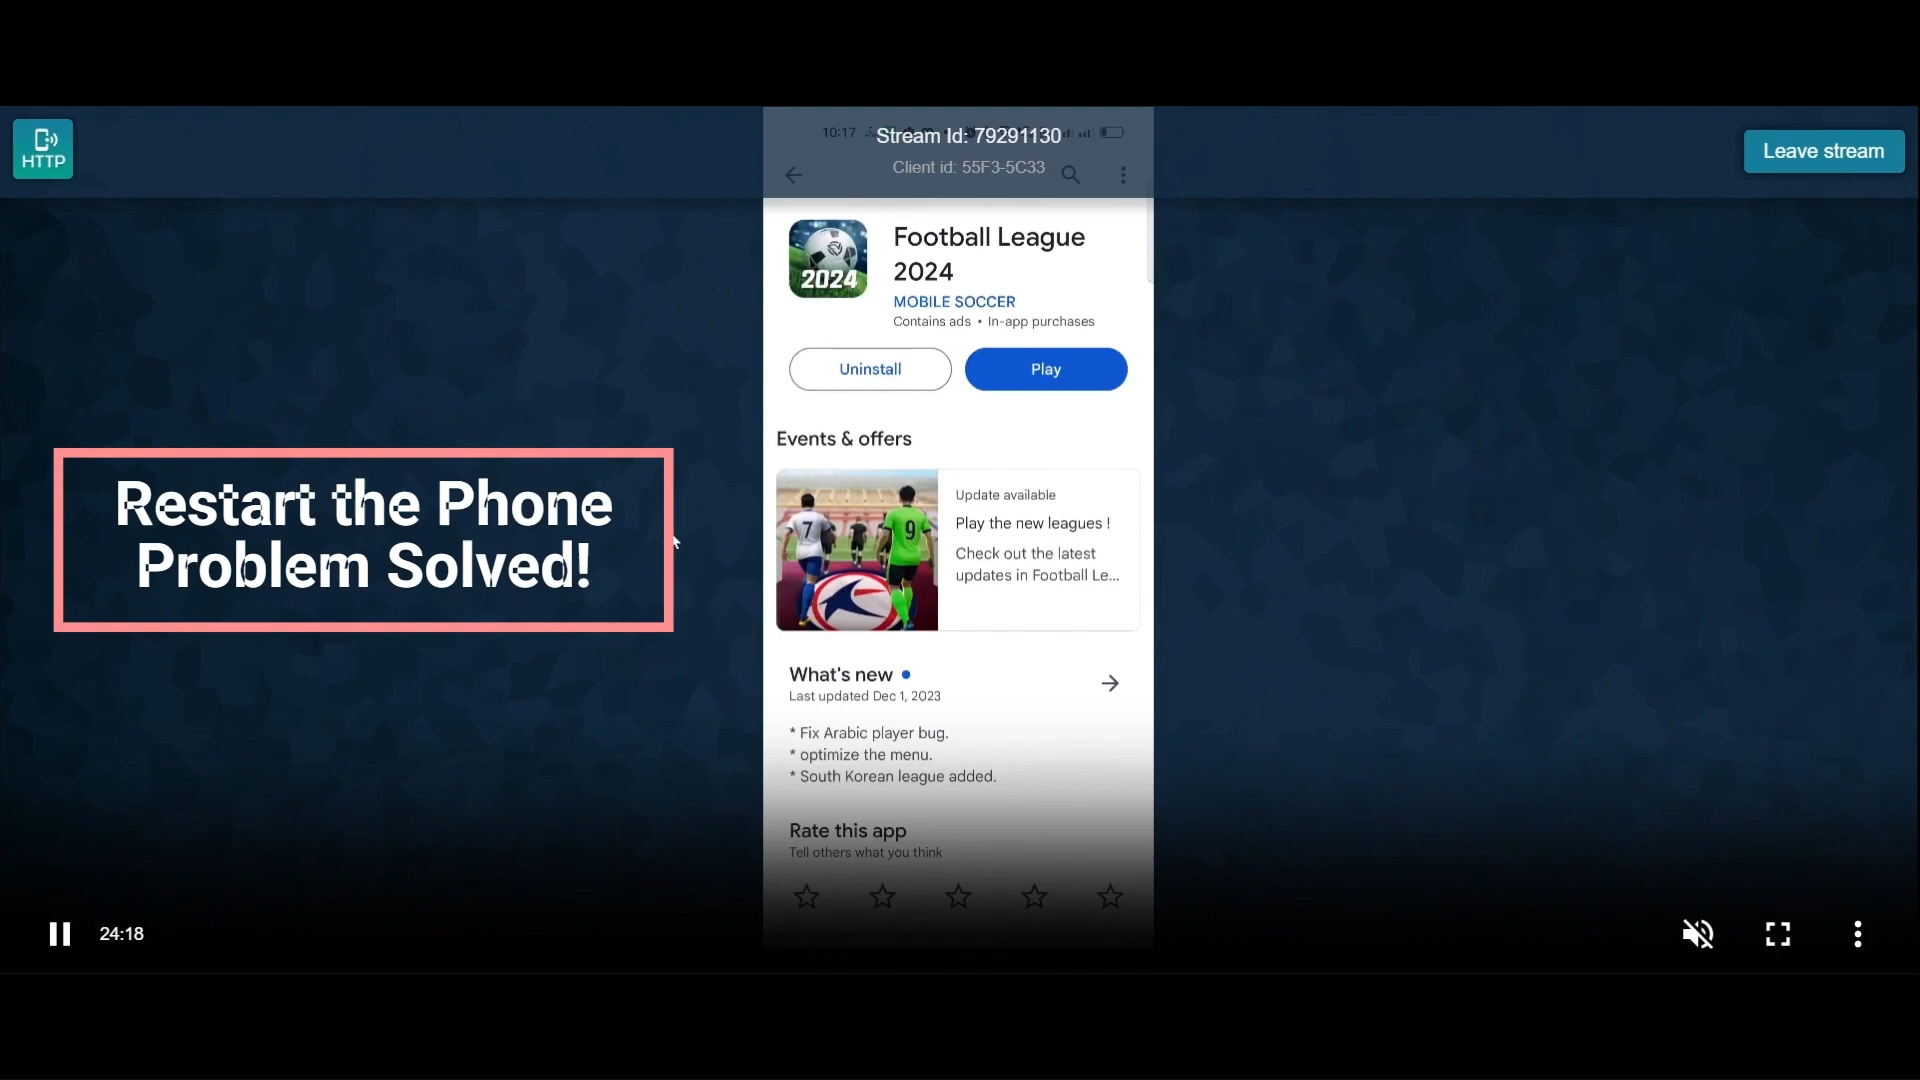 HTTP
10:17
Stream Id: 79291130
Client id: 55F3-5C33
Leave stream
2024
Football League
2024
MOBILE SOCCER
Contains ads • In-app purchases
Uninstall
Play
Events & offers
7
9
Update available
Play the new leagues !
Check out the latest
updates in Football Le...
Restart the Phone
Problem Solved!
What's new
Last updated Dec 1, 2023
* Fix Arabic player bug.
* optimize the menu.
* South Korean league added.
Rate this app
Tell others what you think
24:18